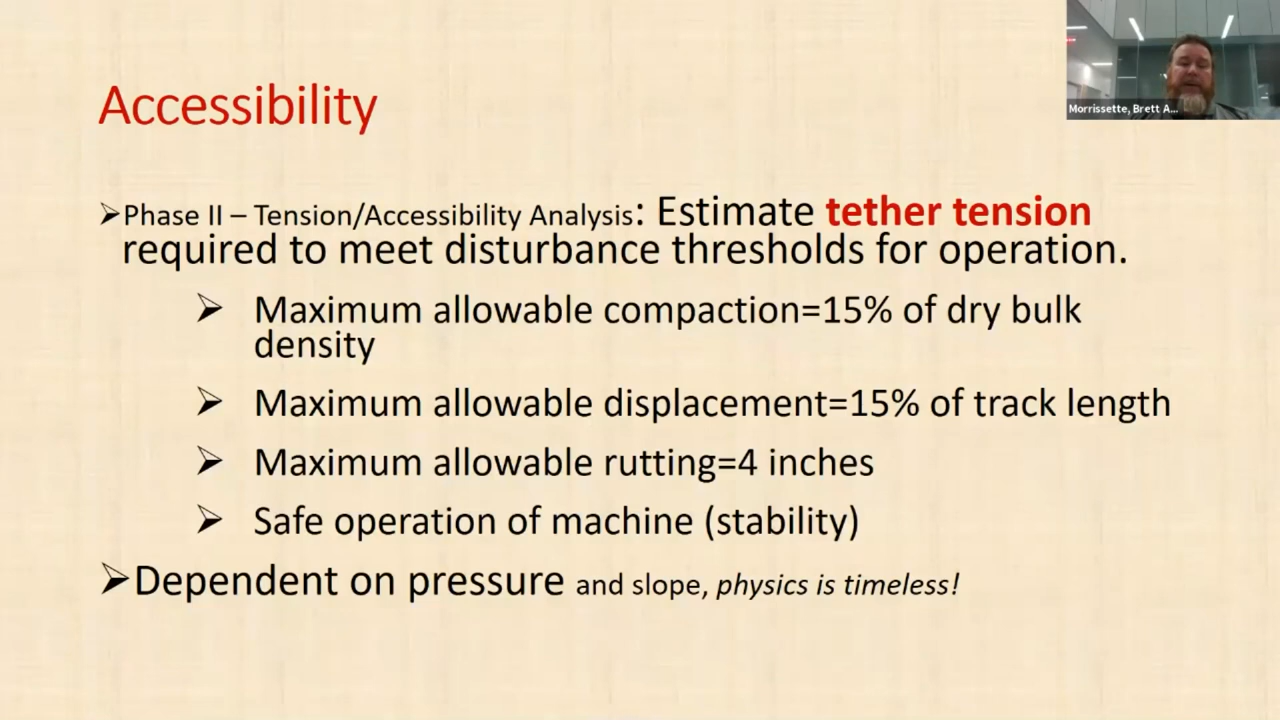 Morrissette, Brett A...
Accessibility
➢Phase II – Tension/Accessibility Analysis: Estimate tether tension
required to meet disturbance thresholds for operation.
➢ Maximum allowable compaction=15% of dry bulk
density
➢ Maximum allowable displacement=15% of track length
➢ Maximum allowable rutting=4 inches
➢ Safe operation of machine (stability)
➢Dependent on pressure and slope, physics is timeless!